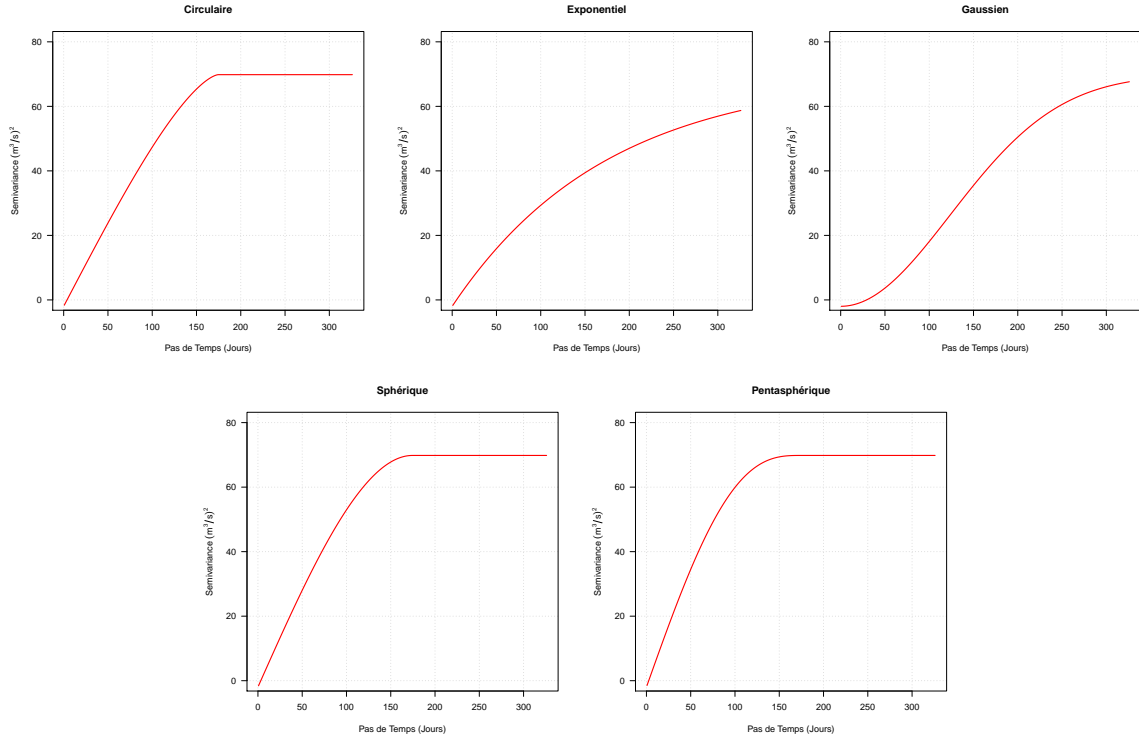 Circulaire
Semivariance (m³/s)²
80
60
40
20
0
0 50 100 150 200 250 300
Pas de Temps (Jours)
Exponentiel
Semivariance (m³/s)²
80
60
40
20
0
0 50 100 150 200 250 300
Pas de Temps (Jours)
Gaussien
Semivariance (m³/s)²
80
60
40
20
0
0 50 100 150 200 250 300
Pas de Temps (Jours)
Sphérique
Semivariance (m³/s)²
80
60
40
20
0
0 50 100 150 200 250 300
Pas de Temps (Jours)
Pentasphérique
Semivariance (m³/s)²
80
60
40
20
0
0 50 100 150 200 250 300
Pas de Temps (Jours)